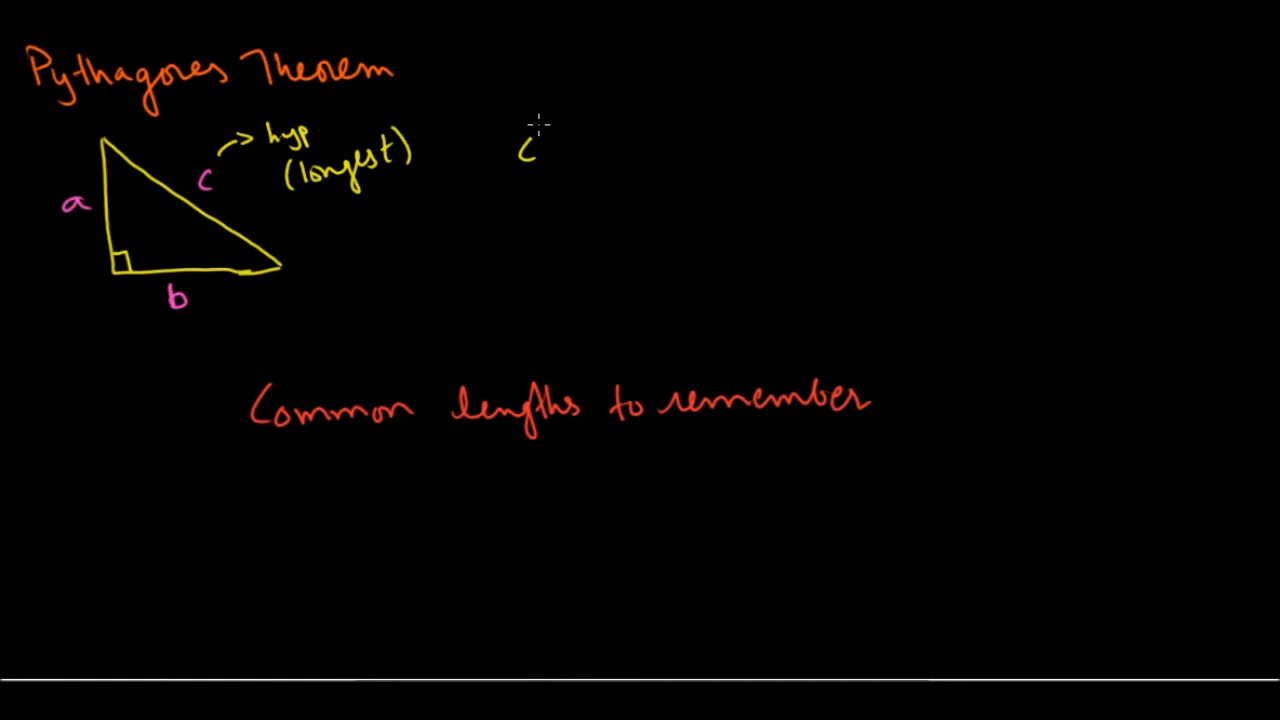 Pythagores Theorem
hyp
(longest)
c
c
a
b
Common lengths to remember